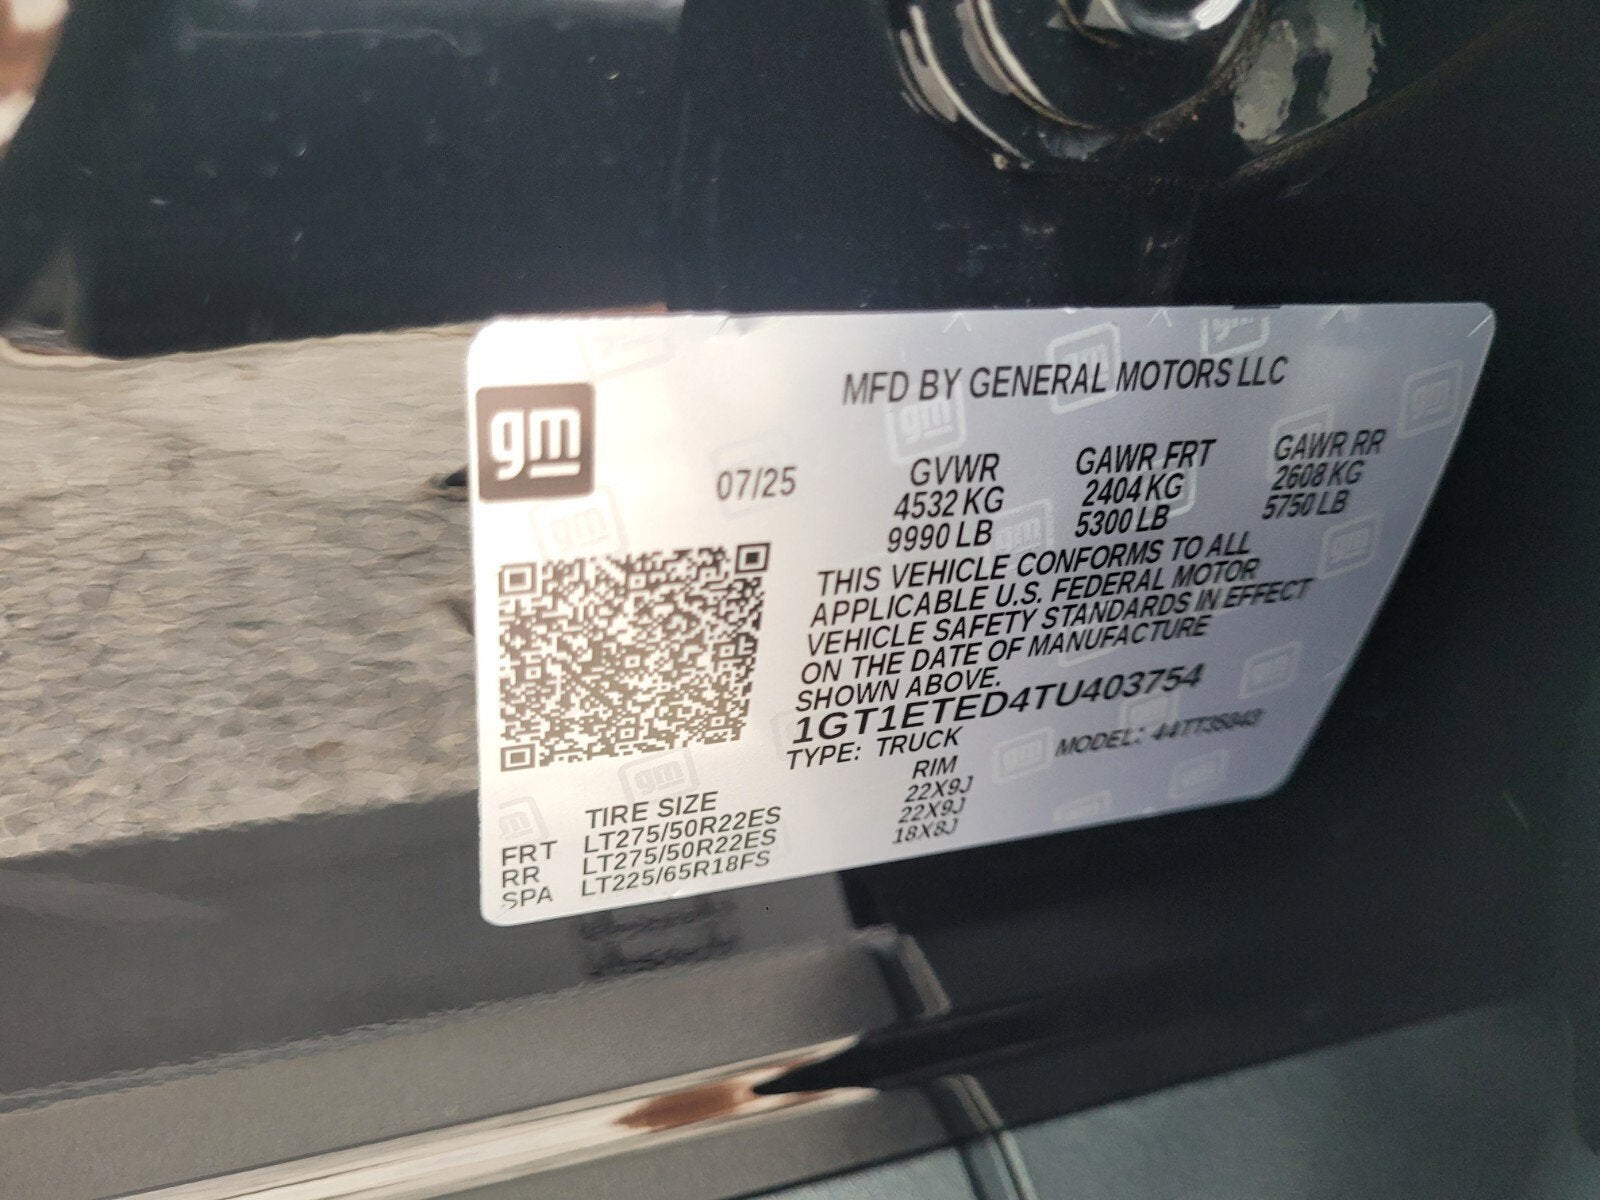 gm
MFD BY GENERAL MOTORS LLC
07/25
GVWR GAWR FRT GAWR RR
4532 KG 2404 KG 2608 KG
9990 LB 5300 LB 5750 LB
THIS VEHICLE CONFORMS TO ALL
APPLICABLE U.S. FEDERAL MOTOR
VEHICLE SAFETY STANDARDS IN EFFECT
ON THE DATE OF MANUFACTURE
SHOWN ABOVE.
1GT1ETED4TU403754
TYPE: TRUCK MODEL:
TIRE SIZE RIM
FRT LT275/50R22ES 22X9J
RR LT275/50R22ES 22X9J
SPA LT225/65R18FS 18X8J